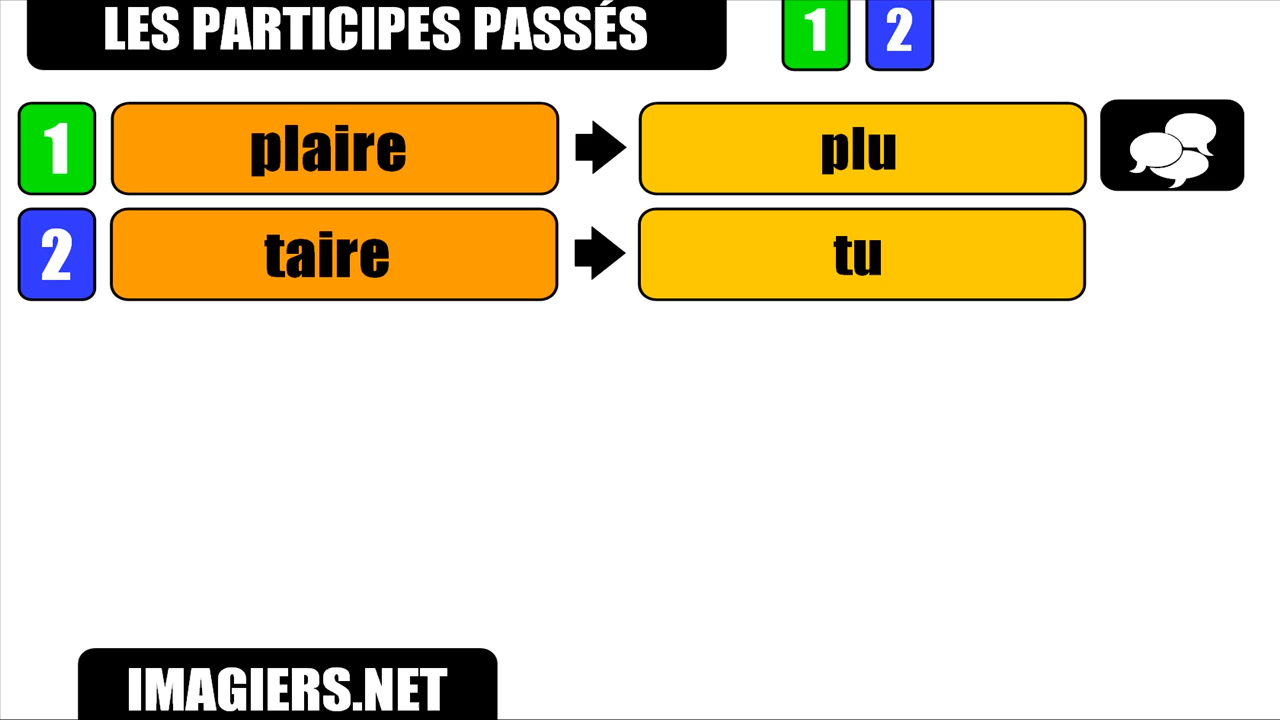 LES PARTICIPES PASSÉS 1 2
1 plaire plu
2 taire tu
IMAGIERS.NET